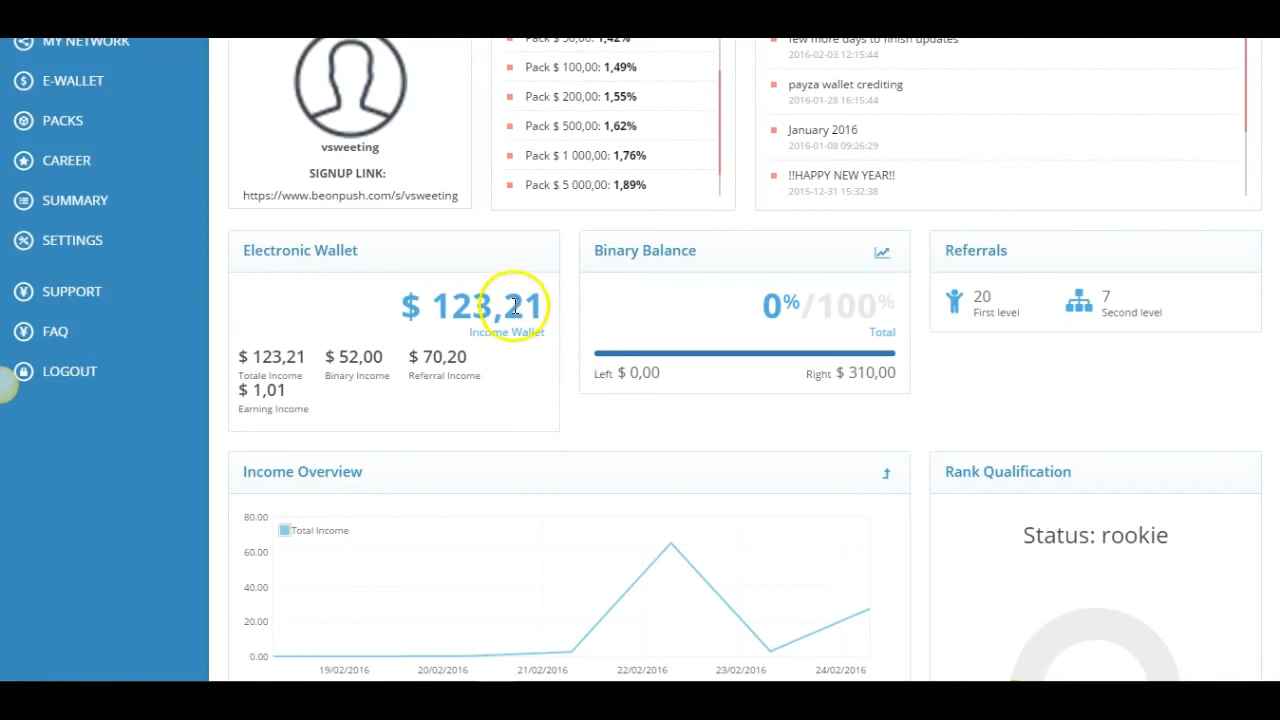 MY NETWORK
E-WALLET
PACKS
CAREER
SUMMARY
SETTINGS
SUPPORT
FAQ
LOGOUT
vsweeting
SIGNUP LINK:
https://www.beonpush.com/s/vsweeting
Pack $ 50,00: 1,42%
Pack $ 100,00: 1,49%
Pack $ 200,00: 1,55%
Pack $ 500,00: 1,62%
Pack $ 1 000,00: 1,76%
Pack $ 5 000,00: 1,89%
few more days to finish updates
2016-02-03 12:15:44
payza wallet crediting
2016-01-28 16:15:44
January 2016
2016-01-08 09:26:29
!!HAPPY NEW YEAR!!
2015-12-31 15:32:38
Electronic Wallet
$ 123,21
Income Wallet
$ 123,21 $ 52,00 $ 70,20
Totale Income Binary Income Referral Income
$ 1,01
Earning Income
Binary Balance
0%/100%
Total
Left $ 0,00 Right $ 310,00
Referrals
20 7
First level Second level
Income Overview
80.00
Total Income
60.00
40.00
20.00
0.00
19/02/2016 20/02/2016 21/02/2016 22/02/2016 23/02/2016 24/02/2016
Rank Qualification
Status: rookie